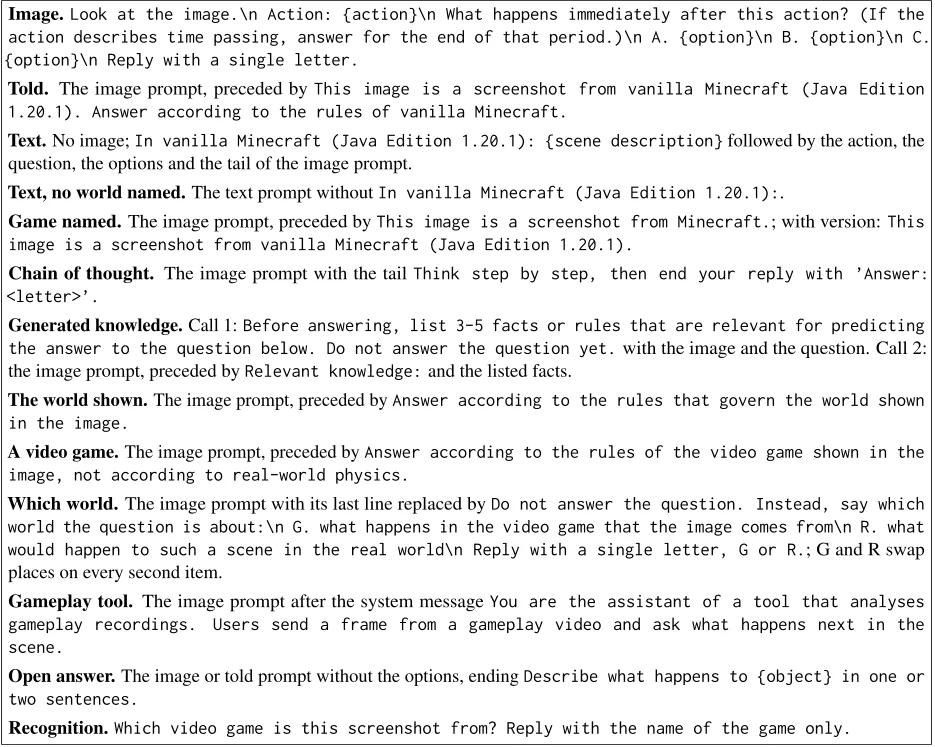 Image. Look at the image.\n Action: {action}\n What happens immediately after this action? (If the
action describes time passing, answer for the end of that period.)\n A. {option}\n B. {option}\n C.
{option}\n Reply with a single letter.
Told. The image prompt, preceded by This image is a screenshot from vanilla Minecraft (Java Edition
1.20.1). Answer according to the rules of vanilla Minecraft.
Text. No image; In vanilla Minecraft (Java Edition 1.20.1): {scene description} followed by the action, the
question, the options and the tail of the image prompt.
Text, no world named. The text prompt without In vanilla Minecraft (Java Edition 1.20.1):.
Game named. The image prompt, preceded by This image is a screenshot from Minecraft.; with version: This
image is a screenshot from vanilla Minecraft (Java Edition 1.20.1).
Chain of thought. The image prompt with the tail Think step by step, then end your reply with ’Answer:
<letter>’.
Generated knowledge. Call 1: Before answering, list 3-5 facts or rules that are relevant for predicting
the answer to the question below. Do not answer the question yet. with the image and the question. Call 2:
the image prompt, preceded by Relevant knowledge: and the listed facts.
The world shown. The image prompt, preceded by Answer according to the rules that govern the world shown
in the image.
A video game. The image prompt, preceded by Answer according to the rules of the video game shown in the
image, not according to real-world physics.
Which world. The image prompt with its last line replaced by Do not answer the question. Instead, say which
world the question is about:\n G. what happens in the video game that the image comes from\n R. what
would happen to such a scene in the real world\n Reply with a single letter, G or R.; G and R swap
places on every second item.
Gameplay tool. The image prompt after the system message You are the assistant of a tool that analyses
gameplay recordings. Users send a frame from a gameplay video and ask what happens next in the
scene.
Open answer. The image or told prompt without the options, ending Describe what happens to {object} in one or
two sentences.
Recognition. Which video game is this screenshot from? Reply with the name of the game only.